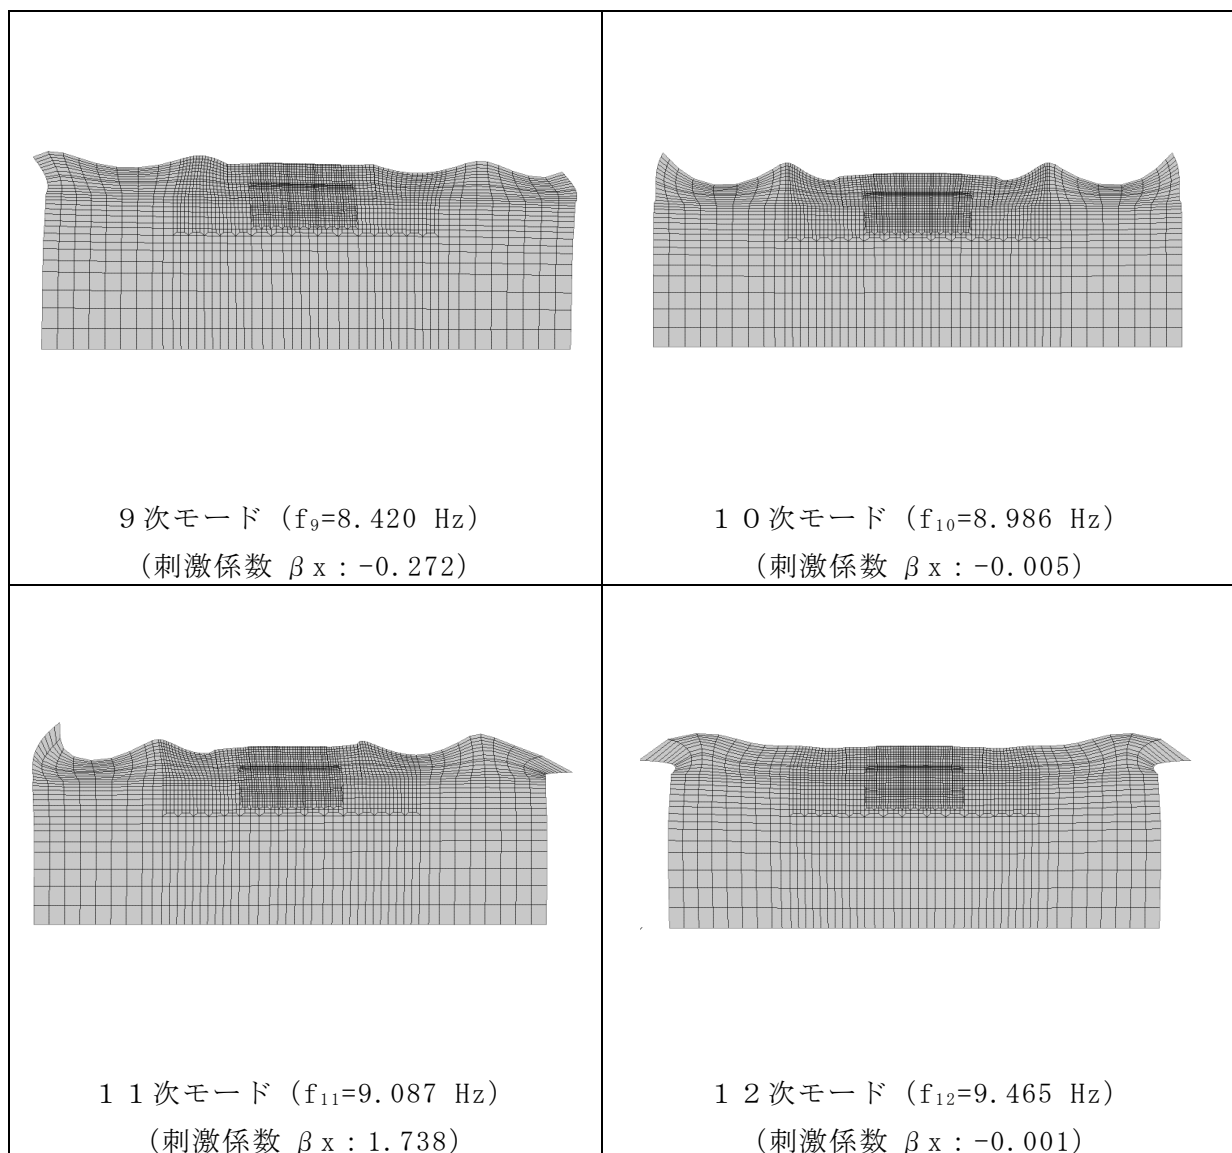 ９次モード (f₉=8.420 Hz)
(刺激係数 βx：-0.272)
１０次モード (f₁₀=8.986 Hz)
(刺激係数 βx：-0.005)
１１次モード (f₁₁=9.087 Hz)
(刺激係数 βx：1.738)
１２次モード (f₁₂=9.465 Hz)
(刺激係数 βx：-0.001)